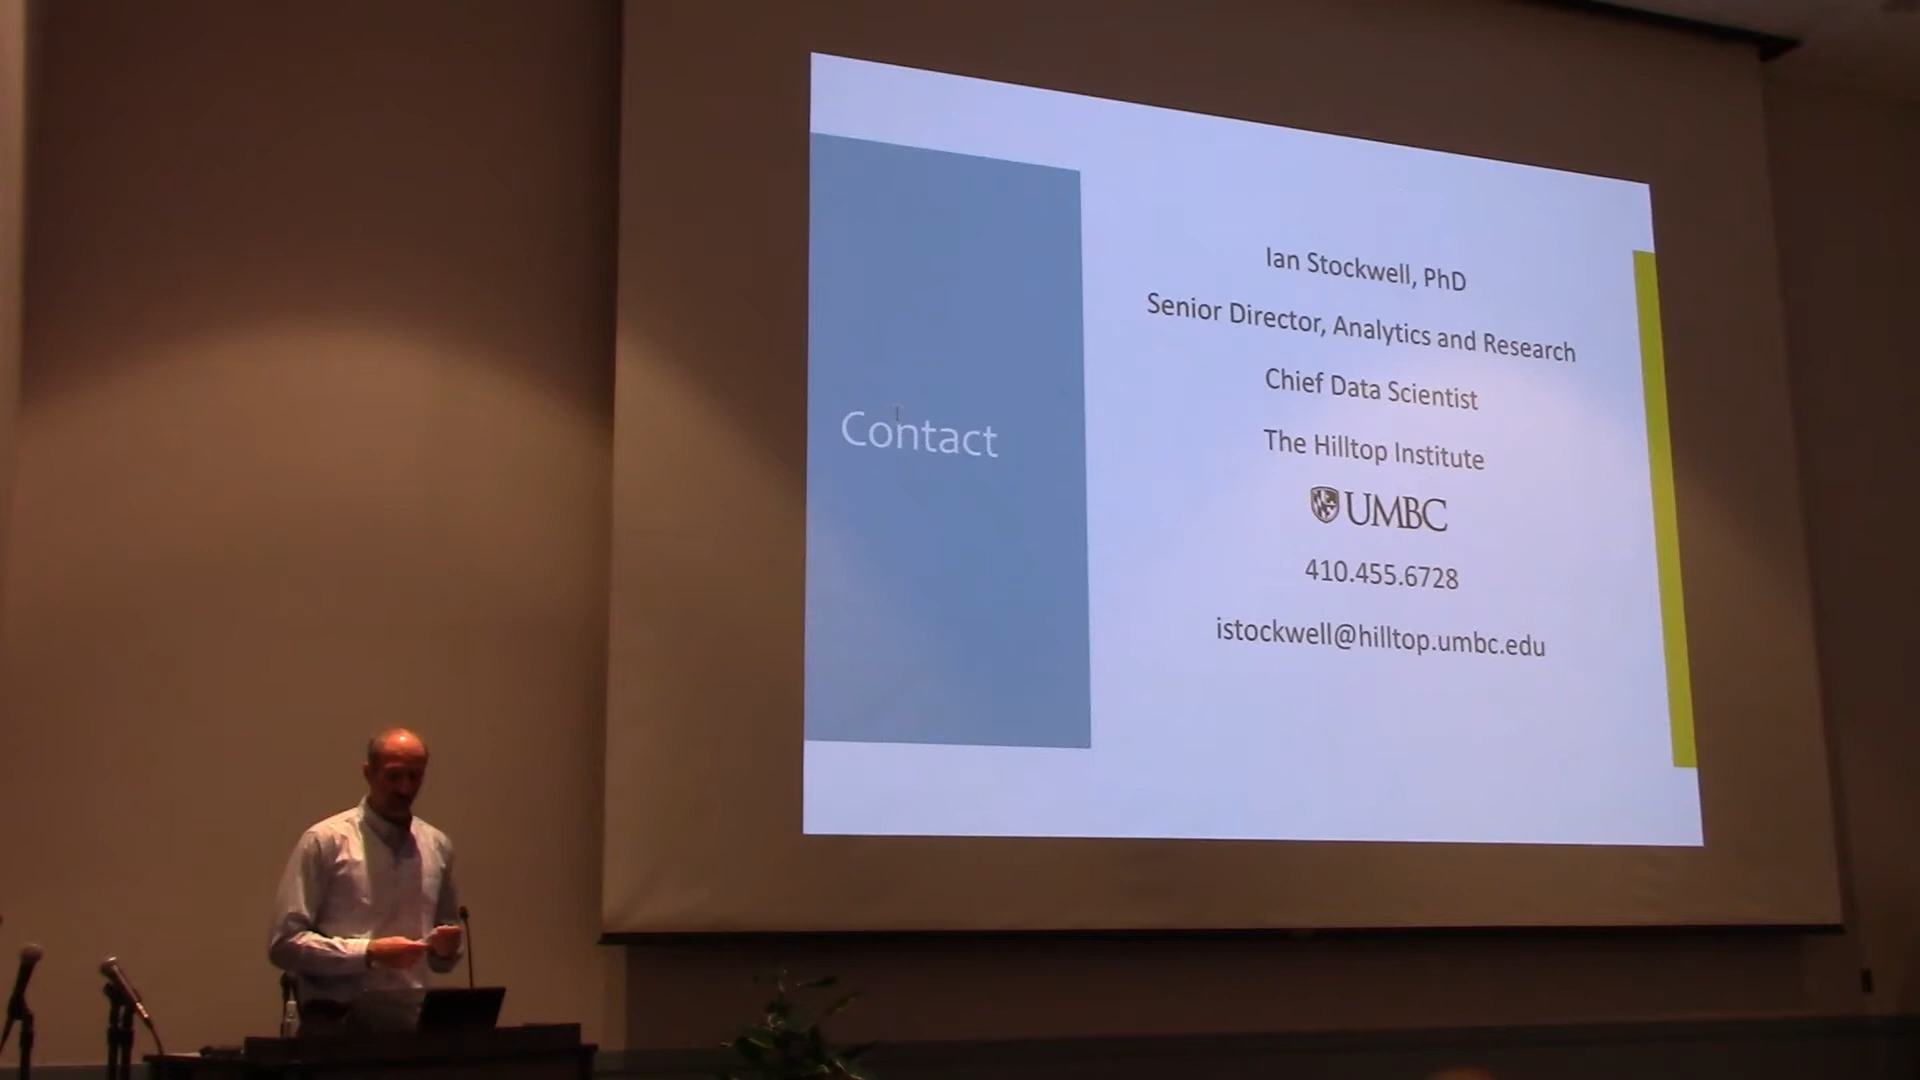 Contact
Ian Stockwell, PhD
Senior Director, Analytics and Research
Chief Data Scientist
The Hilltop Institute
UMBC
410.455.6728
istockwell@hilltop.umbc.edu